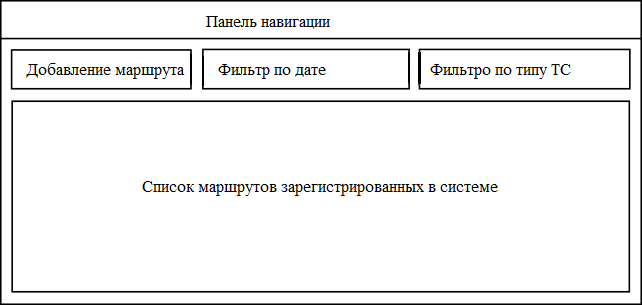 Панель навигации
Добавление маршрута
Фильтр по дате
Фильтро по типу ТС
Список маршрутов зарегистрированных в системе